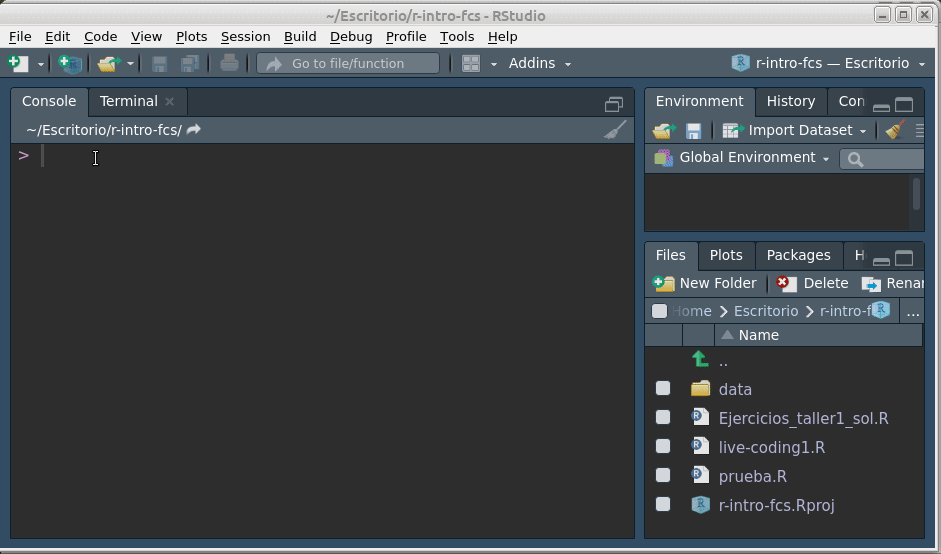 ~/Escritorio/r-intro-fcs - RStudio
File Edit Code View Plots Session Build Debug Profile Tools Help
Go to file/function Addins r-intro-fcs — Escritorio
Console Terminal
~/Escritorio/r-intro-fcs/
>
Environment History Con
Import Dataset
Global Environment
Files Plots Packages H
New Folder Delete Renar
Home Escritorio r-intro-f ...
Name
..
data
Ejercicios_taller1_sol.R
live-coding1.R
prueba.R
r-intro-fcs.Rproj